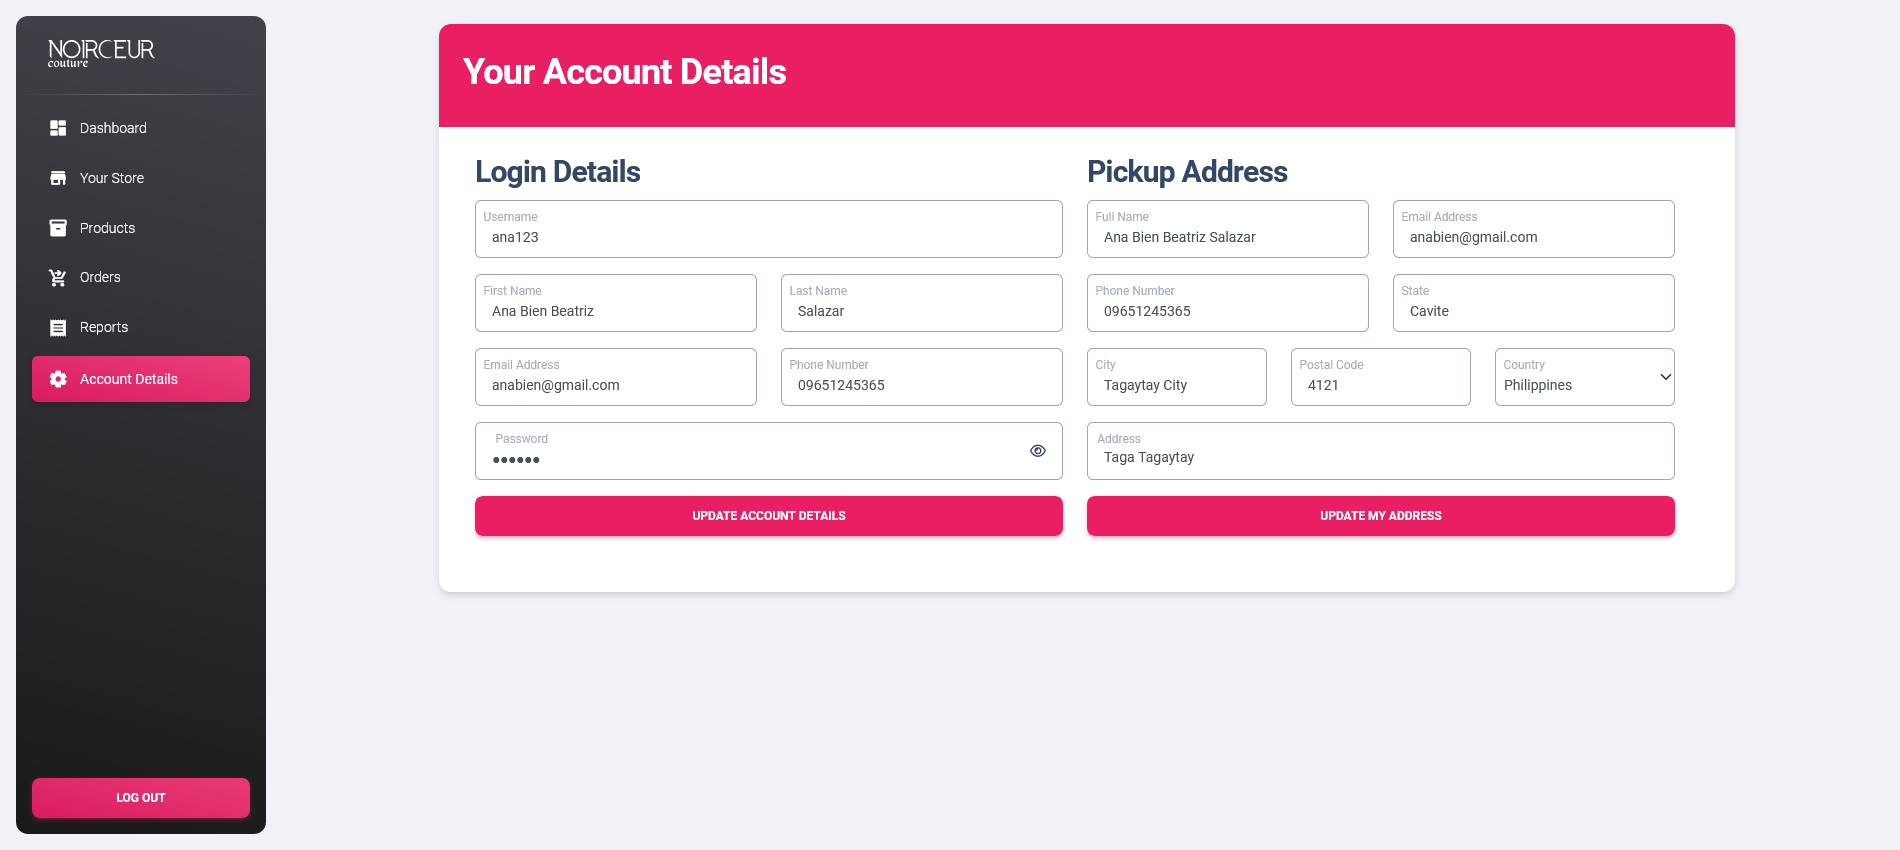 NOIRCEUR
couture
Dashboard
Your Store
Products
Orders
Reports
Account Details
LOG OUT
Your Account Details
Login Details
Username
ana123
First Name
Ana Bien Beatriz
Last Name
Salazar
Email Address
anabien@gmail.com
Phone Number
09651245365
Password
••••••
UPDATE ACCOUNT DETAILS
Pickup Address
Full Name
Ana Bien Beatriz Salazar
Email Address
anabien@gmail.com
Phone Number
09651245365
State
Cavite
City
Tagaytay City
Postal Code
4121
Country
Philippines
Address
Taga Tagaytay
UPDATE MY ADDRESS